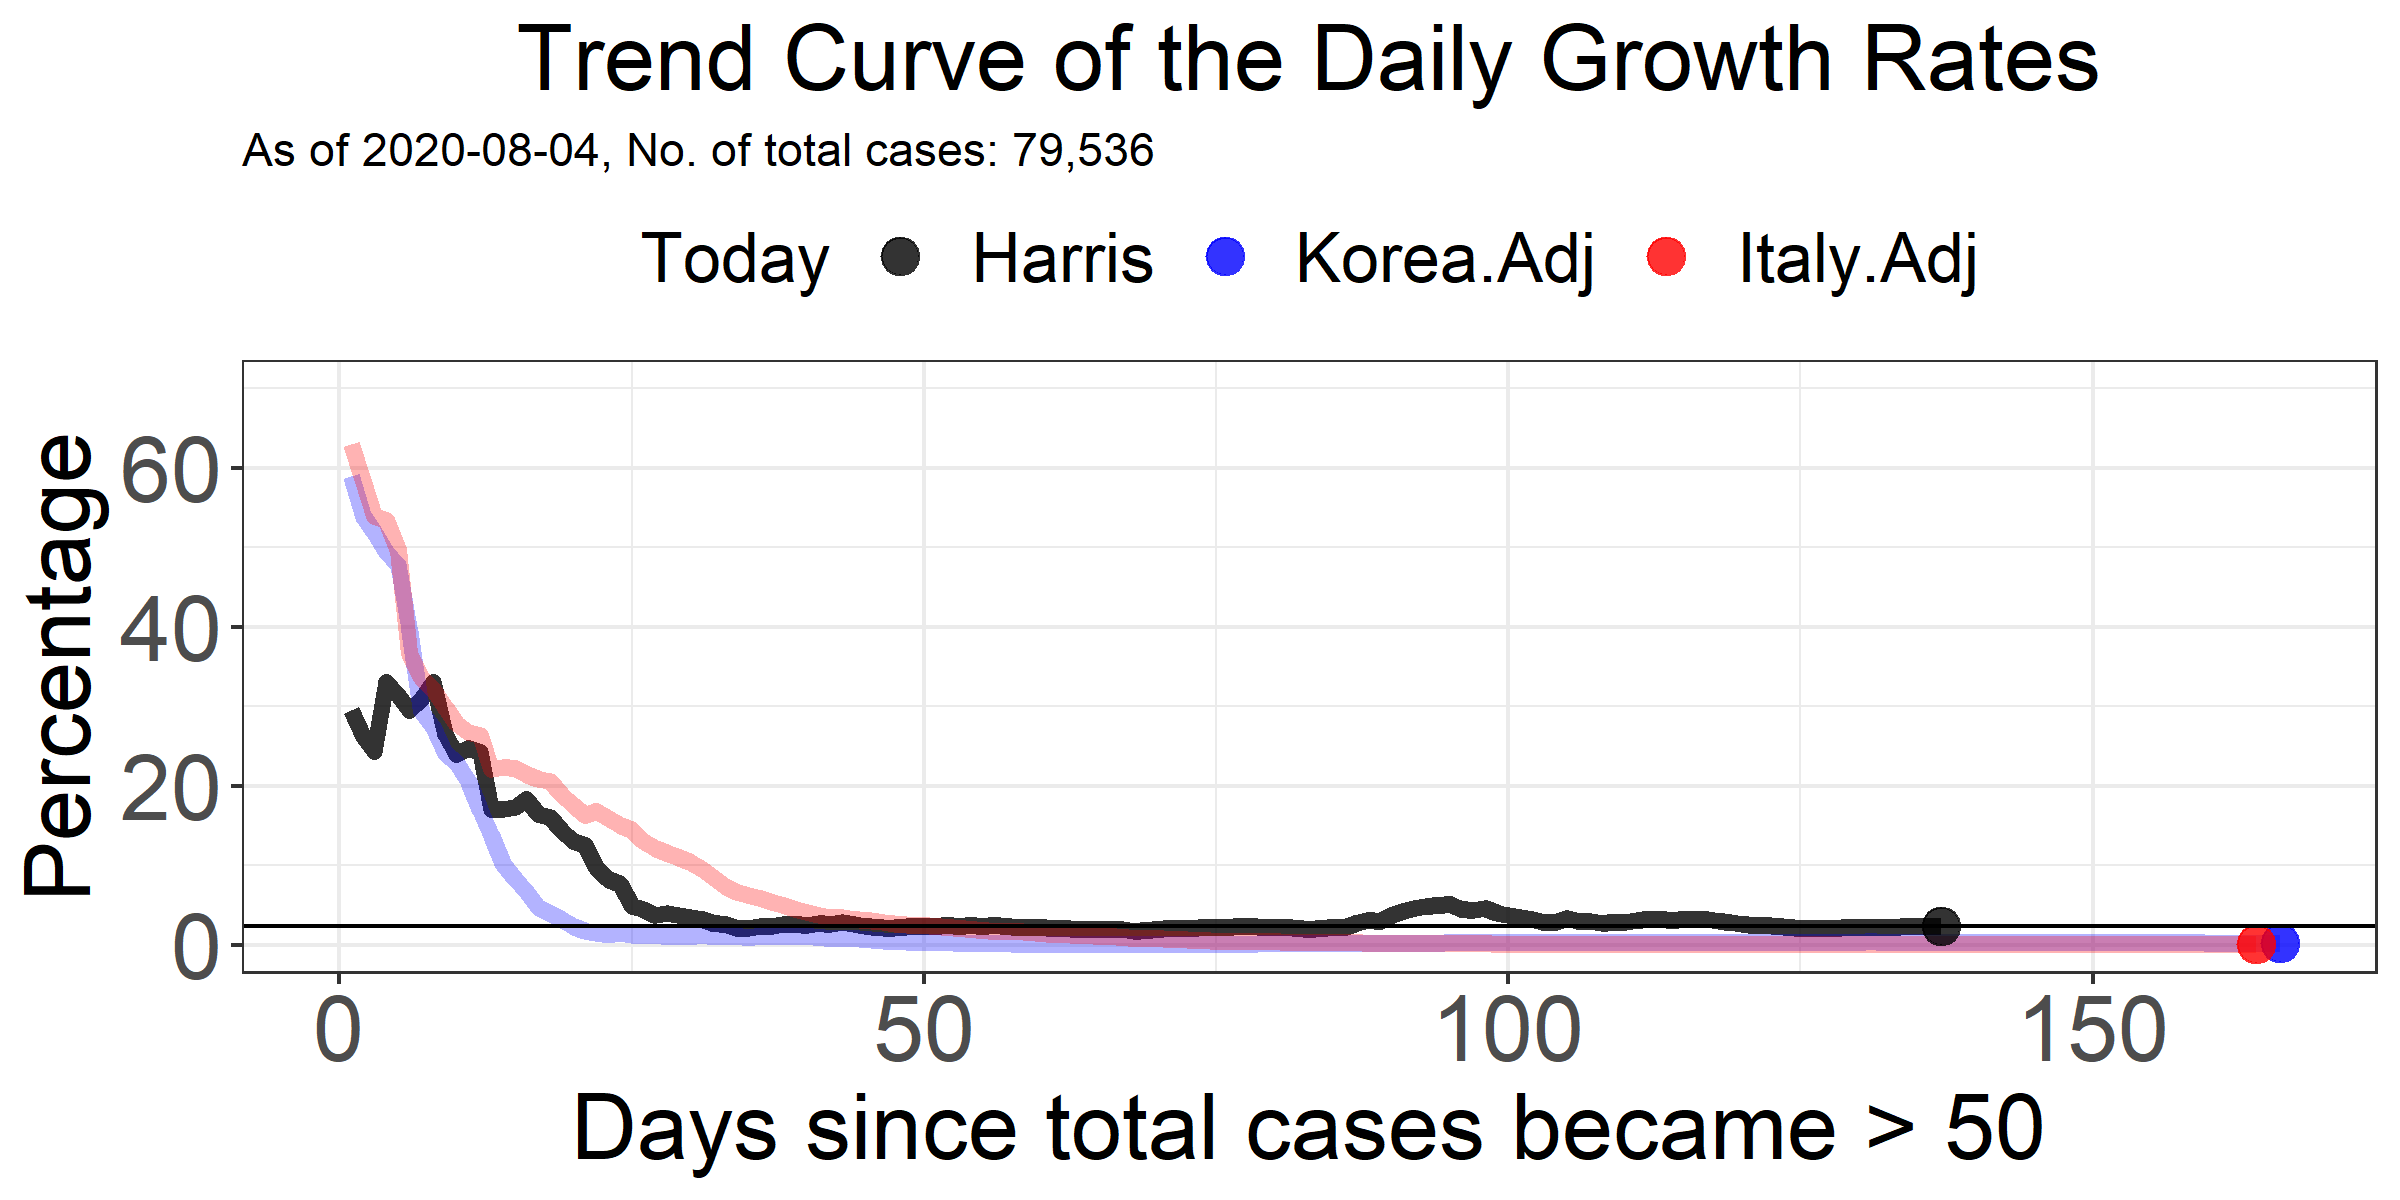 Trend Curve of the Daily Growth Rates
As of 2020-08-04, No. of total cases: 79,536
Today Harris Korea.Adj Italy.Adj
Percentage
60
40
20
0
0 50 100 150
Days since total cases became > 50